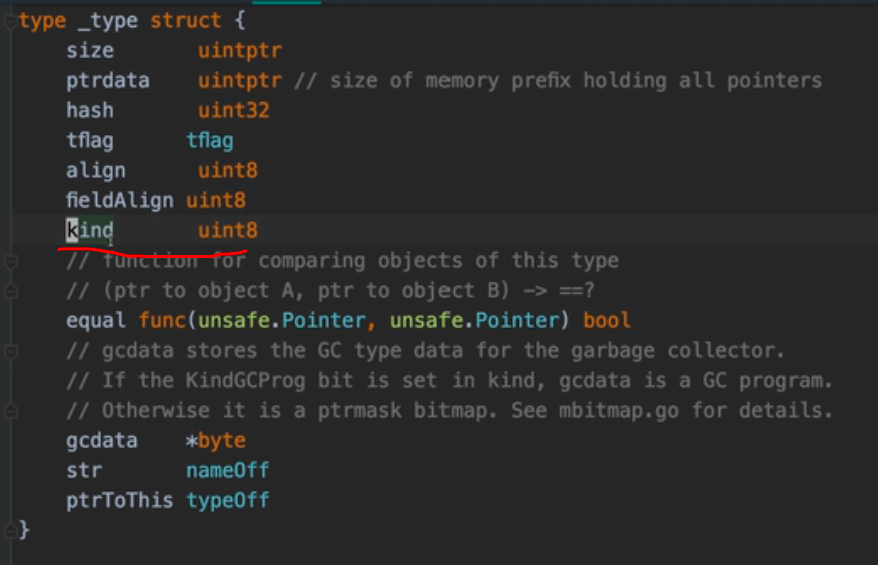 type _type struct {
    size       uintptr
    ptrdata    uintptr // size of memory prefix holding all pointers
    hash       uint32
    tflag     tflag
    align      uint8
    fieldAlign uint8
    kind       uint8
    // function for comparing objects of this type
    // (ptr to object A, ptr to object B) -> ==?
    equal func(unsafe.Pointer, unsafe.Pointer) bool
    // gcdata stores the GC type data for the garbage collector.
    // If the KindGCProg bit is set in kind, gcdata is a GC program.
    // Otherwise it is a ptrmask bitmap. See mbitmap.go for details.
    gcdata    *byte
    str       nameOff
    ptrToThis typeOff
}